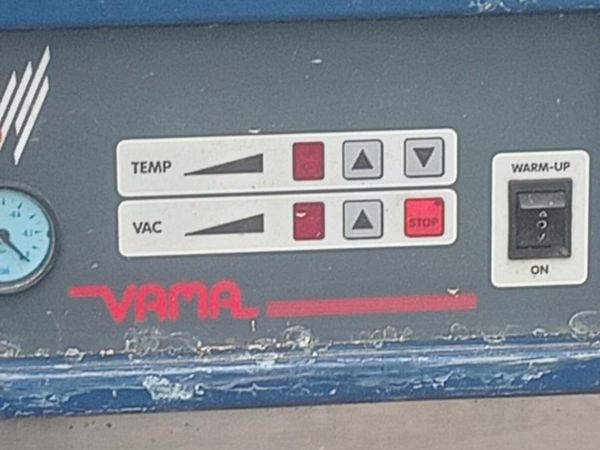 TEMP
VAC
STOP
WARM-UP
ON
VAMA